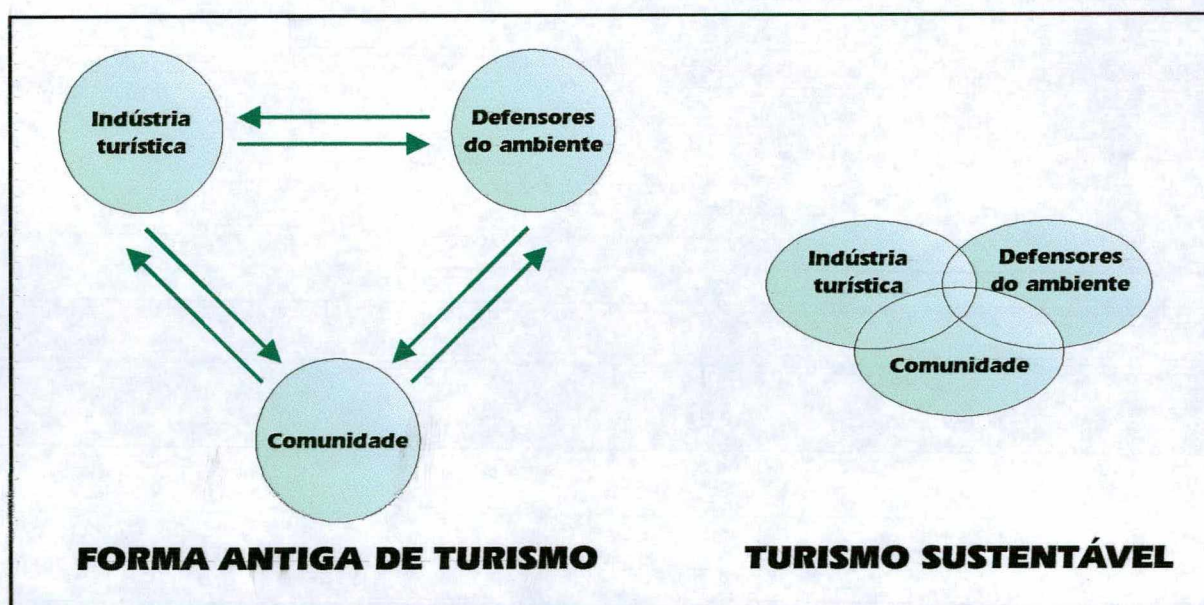 Indústria
turística
Defensores
do ambiente
Comunidade
FORMA ANTIGA DE TURISMO
Indústria
turística
Defensores
do ambiente
Comunidade
TURISMO SUSTENTÁVEL